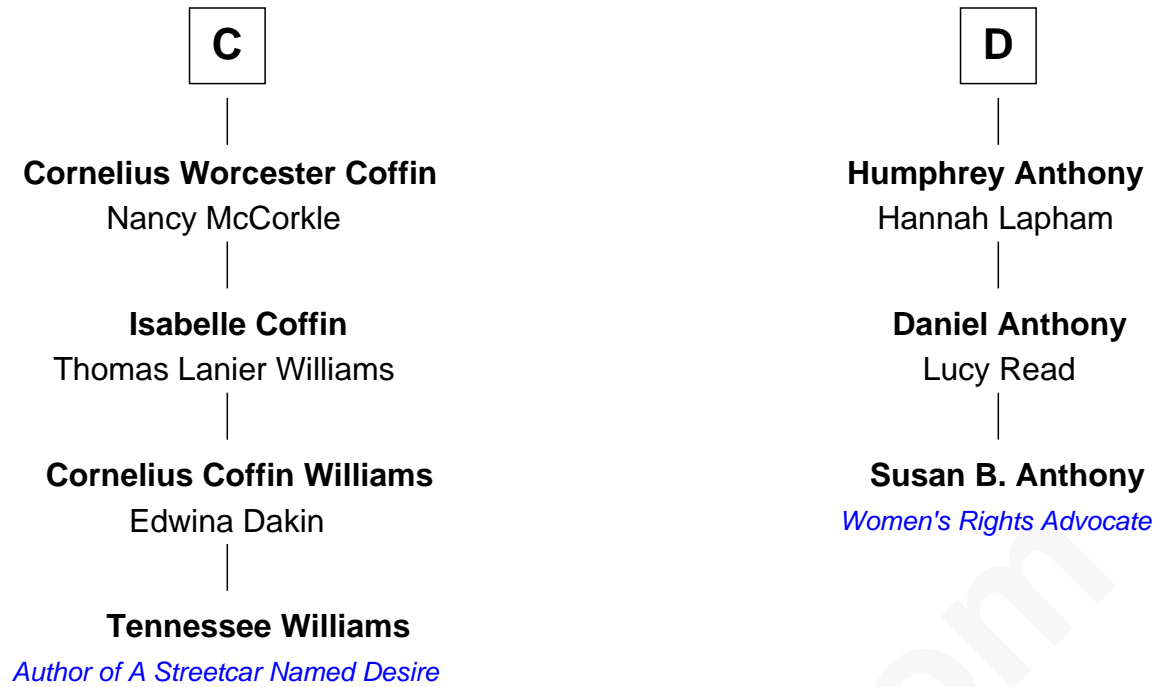 C
Cornelius Worcester Coffin
Nancy McCorkle
Isabelle Coffin
Thomas Lanier Williams
Cornelius Coffin Williams
Edwina Dakin
Tennessee Williams
Author of A Streetcar Named Desire
D
Humphrey Anthony
Hannah Lapham
Daniel Anthony
Lucy Read
Susan B. Anthony
Women's Rights Advocate
om